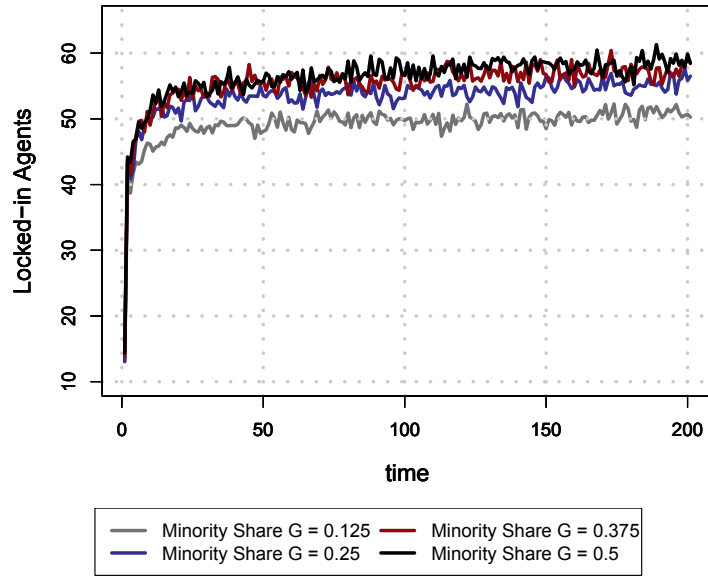 Locked-in Agents
60
50
40
30
20
10
0
50
100
150
200
time
Minority Share G = 0.125
Minority Share G = 0.375
Minority Share G = 0.25
Minority Share G = 0.5